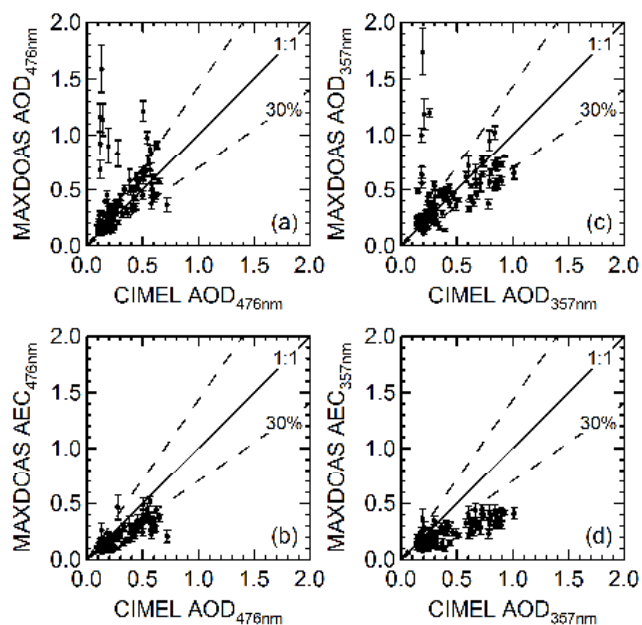 2.0
1.5
1.0
0.5
0.0
MAXDOAS AOD476nm
1:1
30%
(a)
0.0 0.5 1.0 1.5 2.0
CIMEL AOD476nm
2.0
1.5
1.0
0.5
0.0
MAXDOAS AOD357nm
1:1
30%
(c)
0.0 0.5 1.0 1.5 2.0
CIMEL AOD357nm
2.0
1.5
1.0
0.5
0.0
MAXDOAS AEC476nm
1:1
30%
(b)
0.0 0.5 1.0 1.5 2.0
CIMEL AOD476nm
2.0
1.5
1.0
0.5
0.0
MAXDOAS AEC357nm
1:1
30%
(d)
0.0 0.5 1.0 1.5 2.0
CIMEL AOD357nm